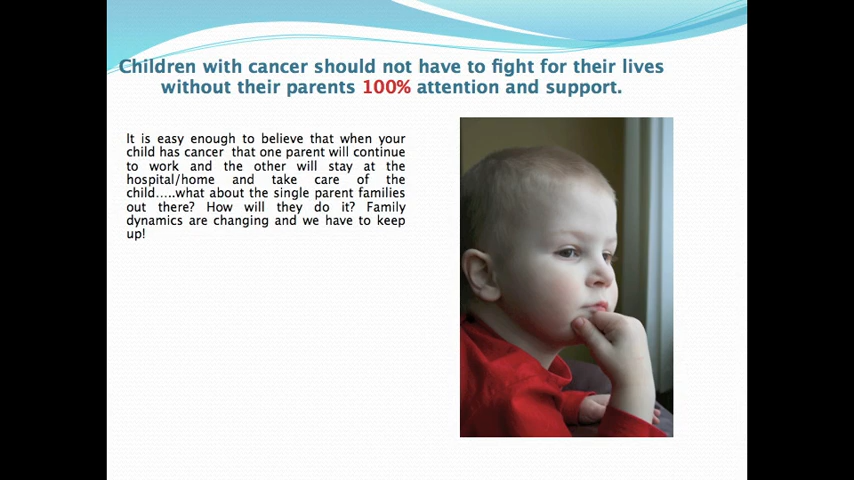 Children with cancer should not have to fight for their lives
without their parents 100% attention and support.
It is easy enough to believe that when your
child has cancer that one parent will continue
to work and the other will stay at the
hospital/home and take care of the
child.....what about the single parent families
out there? How will they do it? Family
dynamics are changing and we have to keep
up!